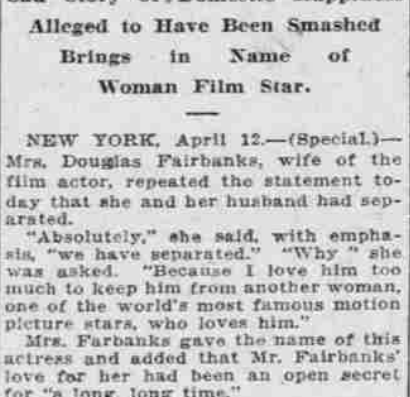 Alleged to Have Been Smashed
Brings in Name of
Woman Film Star.
NEW YORK, April 12.—(Special.)—
Mrs. Douglas Fairbanks, wife of the
film actor, repeated the statement to-
day that she and her husband had sep-
arated.
"Absolutely," she said, with empha-
sis, "we have separated." "Why " she
was asked. "Because I love him too
much to keep him from another woman,
one of the world's most famous motion
picture stars, who loves him."
Mrs. Farbanks gave the name of this
actress and added that Mr. Fairbanks'
love for her had been an open secret
for "a long, long time."